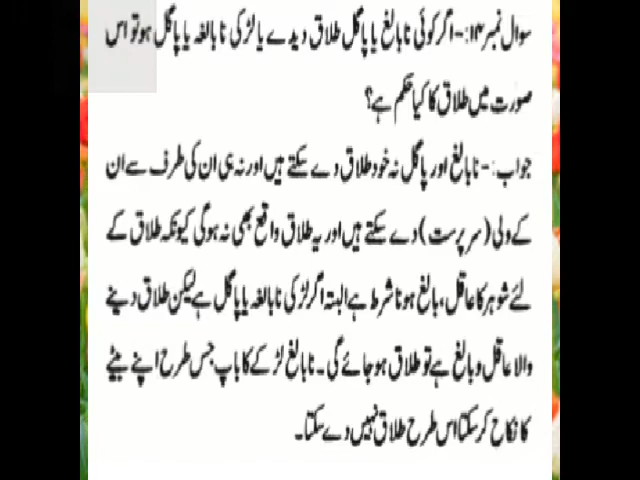 سوال نمبر ۱۴:- اگر کوئی نابالغ یا پاگل طلاق دیدے یا لڑکی نابالغہ یا پاگل ہو تو اس
صورت میں طلاق کا کیا حکم ہے؟
جواب:- نابالغ اور پاگل نہ خود طلاق دے سکتے ہیں اور نہ ہی ان کی طرف سے ان
کے ولی (سرپرست) دے سکتے ہیں اور یہ طلاق واقع بھی نہ ہوگی کیونکہ طلاق کے
لئے شوہر کا عاقل، بالغ ہونا شرط ہے البتہ اگر لڑکی نابالغہ یا پاگل ہے لیکن طلاق دینے
والا عاقل و بالغ ہے تو طلاق ہو جائے گی۔ نابالغ لڑکے کا باپ جس طرح اپنے بیٹے
کا نکاح کر سکتا اس طرح طلاق نہیں دے سکتا۔